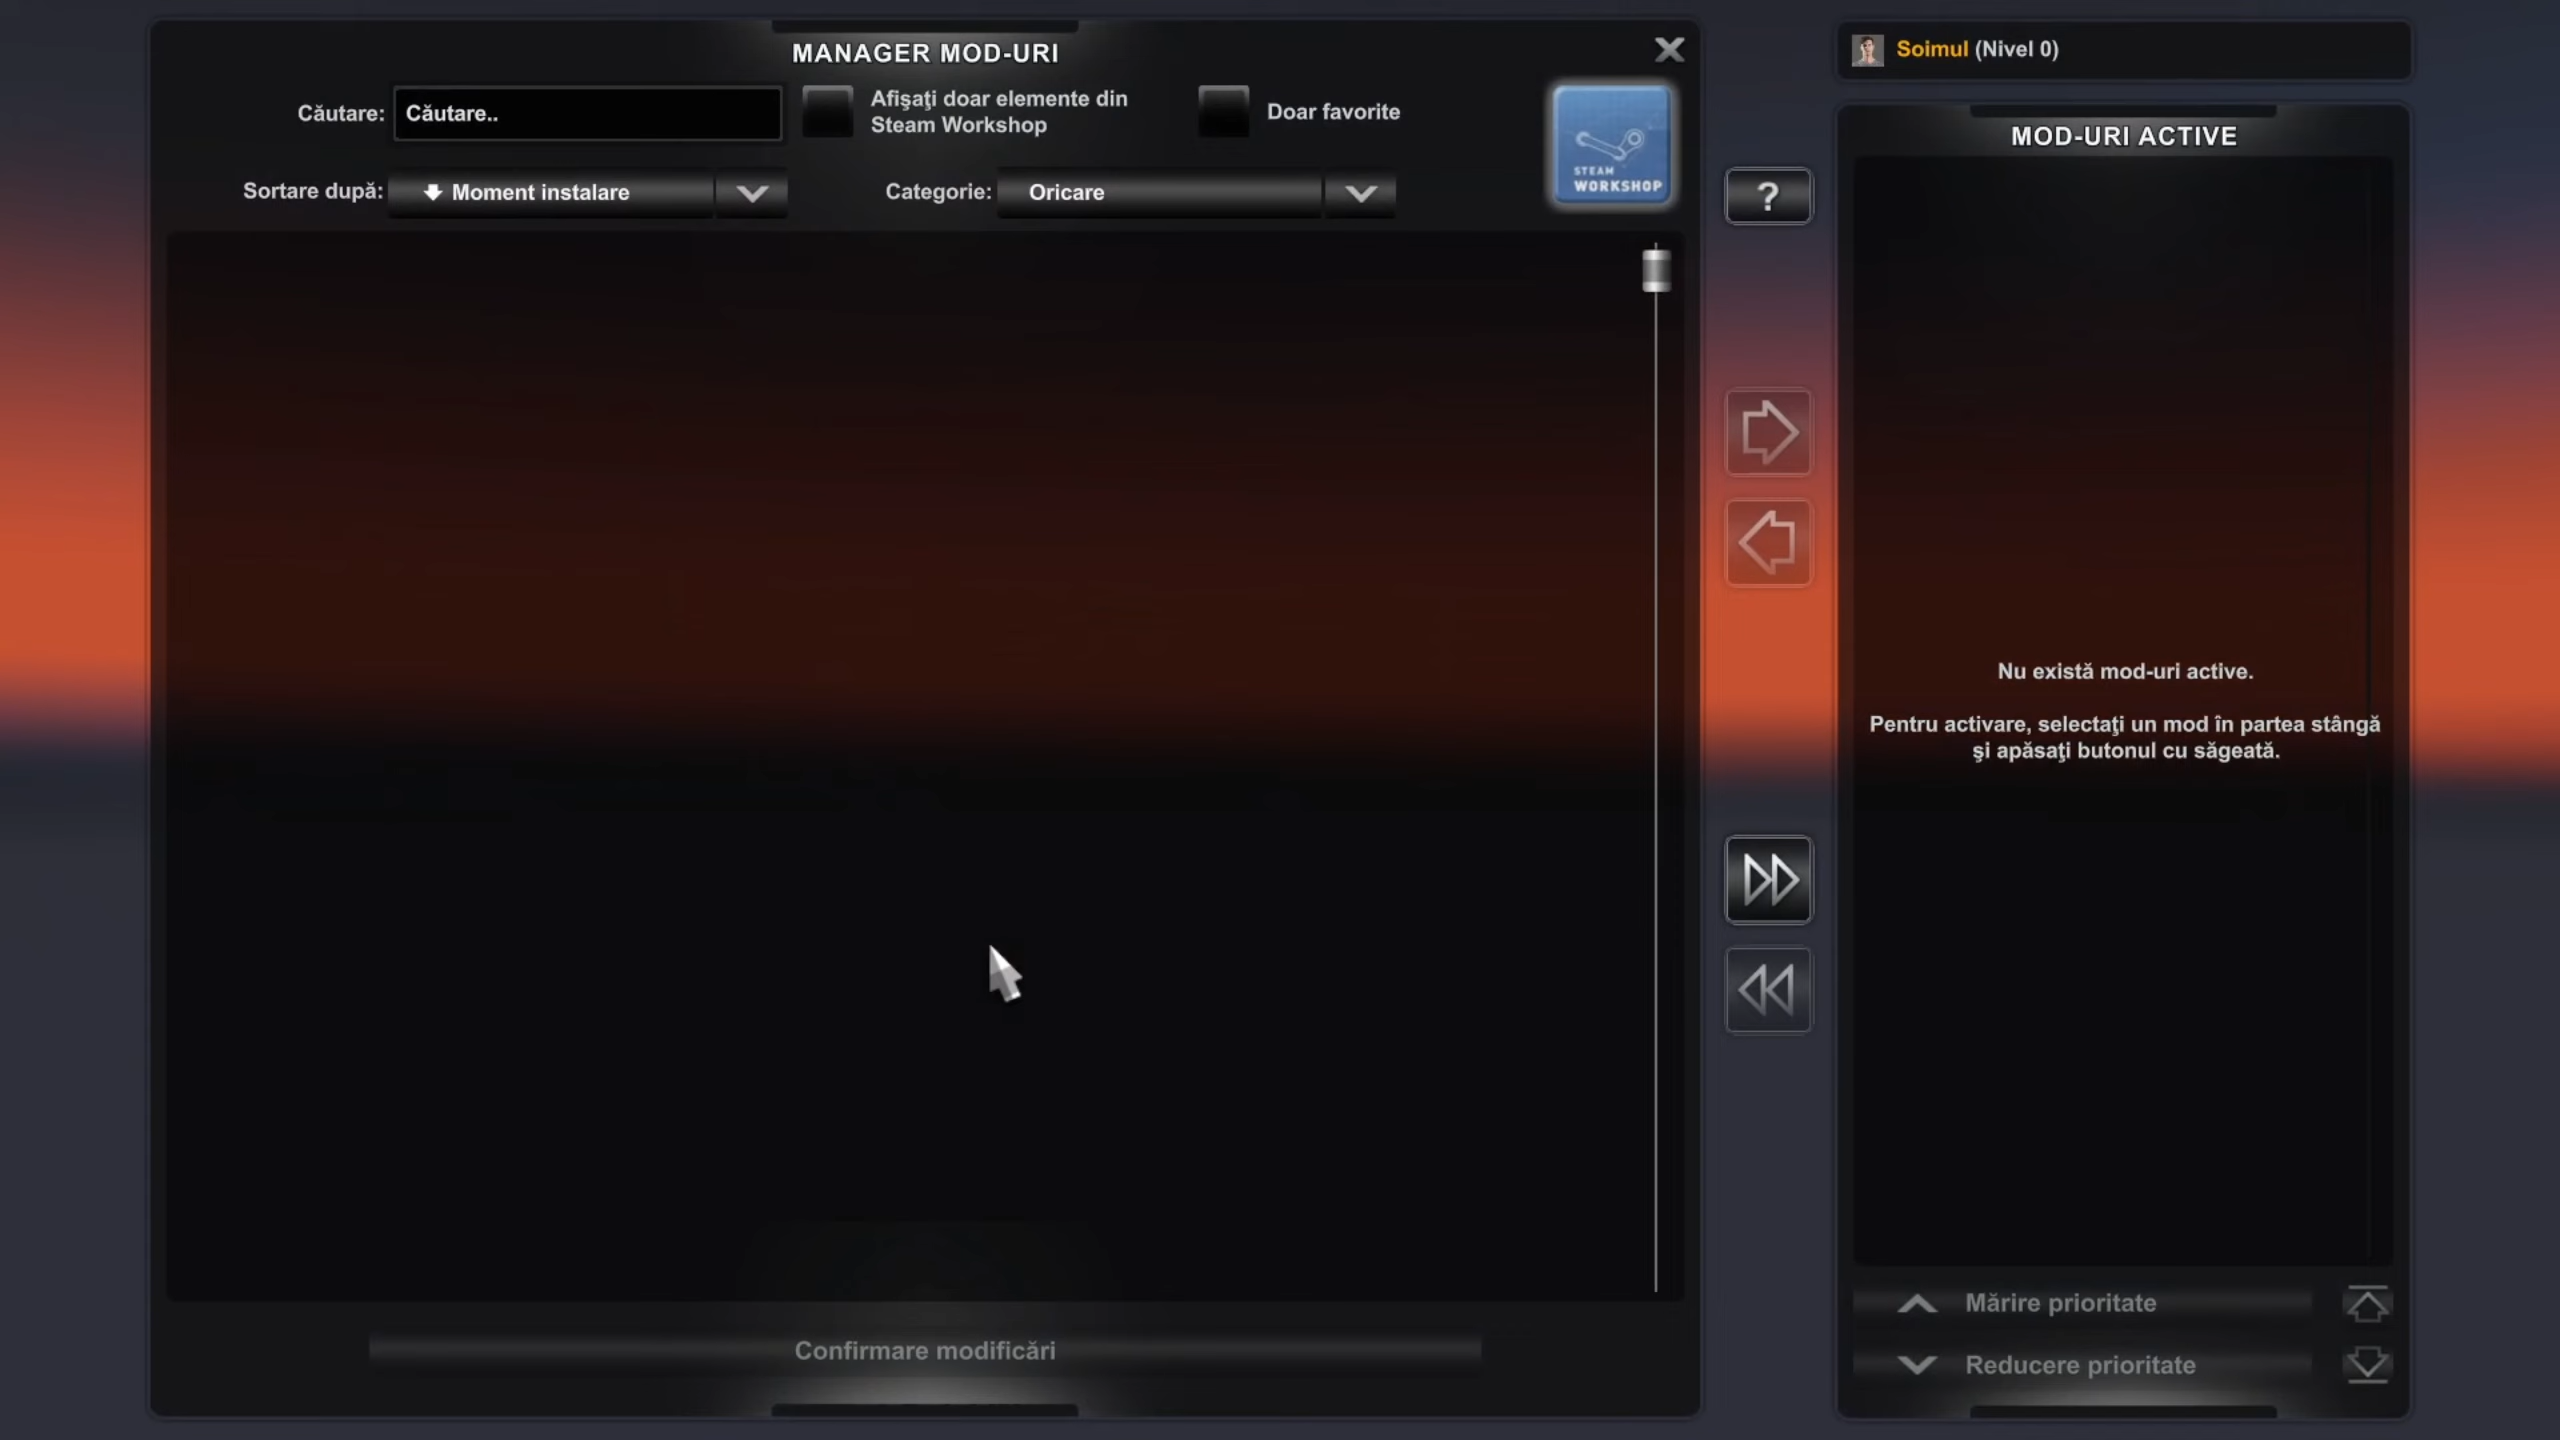 MANAGER MOD-URI
Căutare:
Căutare..
Afişaţi doar elemente din
Steam Workshop
Doar favorite
STEAM
WORKSHOP
Sortare după:
Moment instalare
Categorie:
Oricare
?
Confirmare modificări
Soimul (Nivel 0)
MOD-URI ACTIVE
Nu există mod-uri active.
Pentru activare, selectaţi un mod în partea stângă
şi apăsaţi butonul cu săgeată.
Mărire prioritate
Reducere prioritate